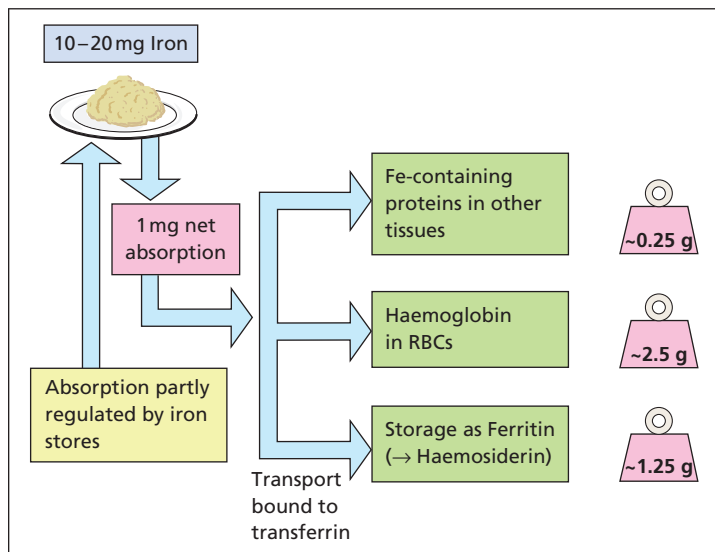 10–20 mg Iron
1 mg net
absorption
Absorption partly
regulated by iron
stores
Transport
bound to
transferrin
Fe-containing
proteins in other
tissues
~0.25 g
Haemoglobin
in RBCs
~2.5 g
Storage as Ferritin
(→ Haemosiderin)
~1.25 g